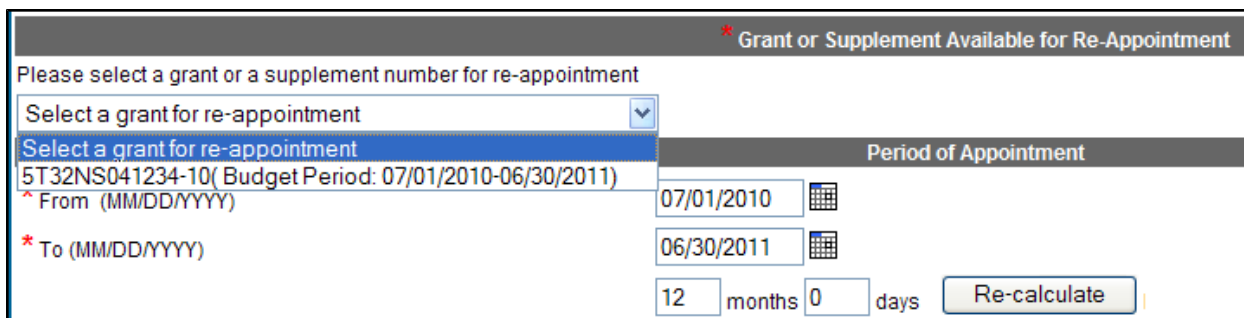 * Grant or Supplement Available for Re-Appointment
Please select a grant or a supplement number for re-appointment
Select a grant for re-appointment
Select a grant for re-appointment
5T32NS041234-10( Budget Period: 07/01/2010-06/30/2011)
Period of Appointment
* From (MM/DD/YYYY) 07/01/2010
* To (MM/DD/YYYY) 06/30/2011
12 months 0 days Re-calculate